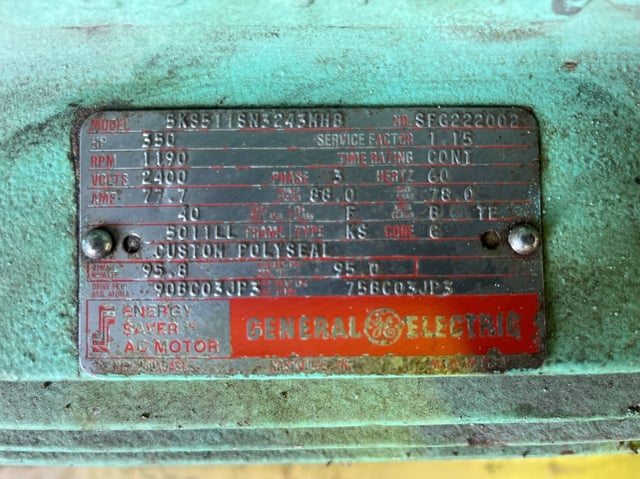 MODEL 5KS511SN3243HHB NO. SFG222002
HP 350 SERVICE FACTOR 1.15
RPM 1190 TIME RATING CONT
VOLTS 2400 PHASE 3 HERTZ 60
AMP 77.7 88.0 78.0
40 F B TE
5011LL FRAME TYPE KS CODE G
CUSTOM POLYSEAL
95.8 95.0
90BC03JP3 75BC03JP3
ENERGY
SAVER
AC MOTOR
GENERAL GE ELECTRIC